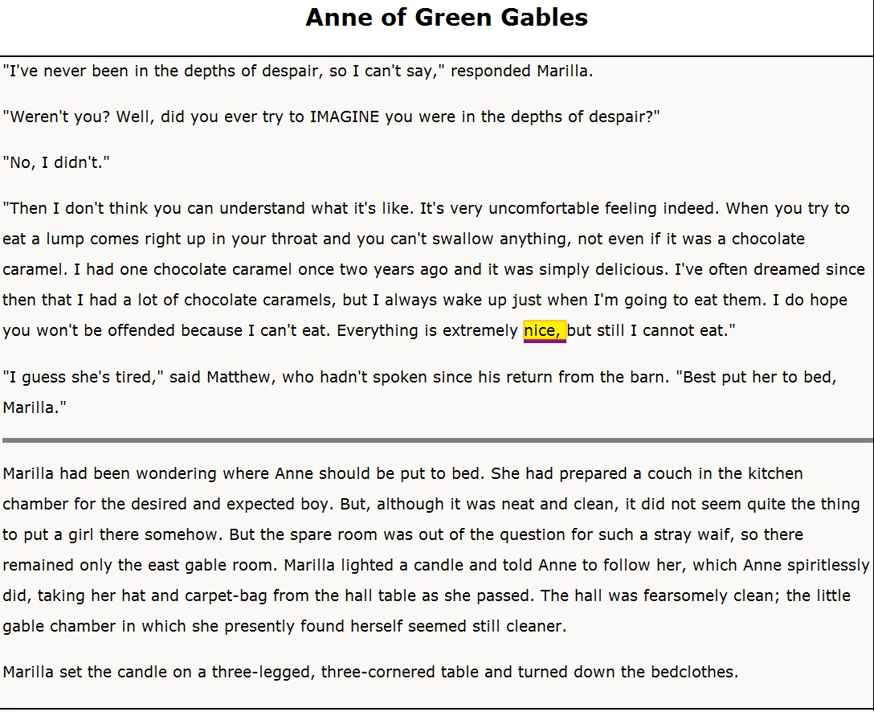 Anne of Green Gables
"I've never been in the depths of despair, so I can't say," responded Marilla.
"Weren't you? Well, did you ever try to IMAGINE you were in the depths of despair?"
"No, I didn't."
"Then I don't think you can understand what it's like. It's very uncomfortable feeling indeed. When you try to
eat a lump comes right up in your throat and you can't swallow anything, not even if it was a chocolate
caramel. I had one chocolate caramel once two years ago and it was simply delicious. I've often dreamed since
then that I had a lot of chocolate caramels, but I always wake up just when I'm going to eat them. I do hope
you won't be offended because I can't eat. Everything is extremely nice, but still I cannot eat."
"I guess she's tired," said Matthew, who hadn't spoken since his return from the barn. "Best put her to bed,
Marilla."
Marilla had been wondering where Anne should be put to bed. She had prepared a couch in the kitchen
chamber for the desired and expected boy. But, although it was neat and clean, it did not seem quite the thing
to put a girl there somehow. But the spare room was out of the question for such a stray waif, so there
remained only the east gable room. Marilla lighted a candle and told Anne to follow her, which Anne spiritlessly
did, taking her hat and carpet-bag from the hall table as she passed. The hall was fearsomely clean; the little
gable chamber in which she presently found herself seemed still cleaner.
Marilla set the candle on a three-legged, three-cornered table and turned down the bedclothes.